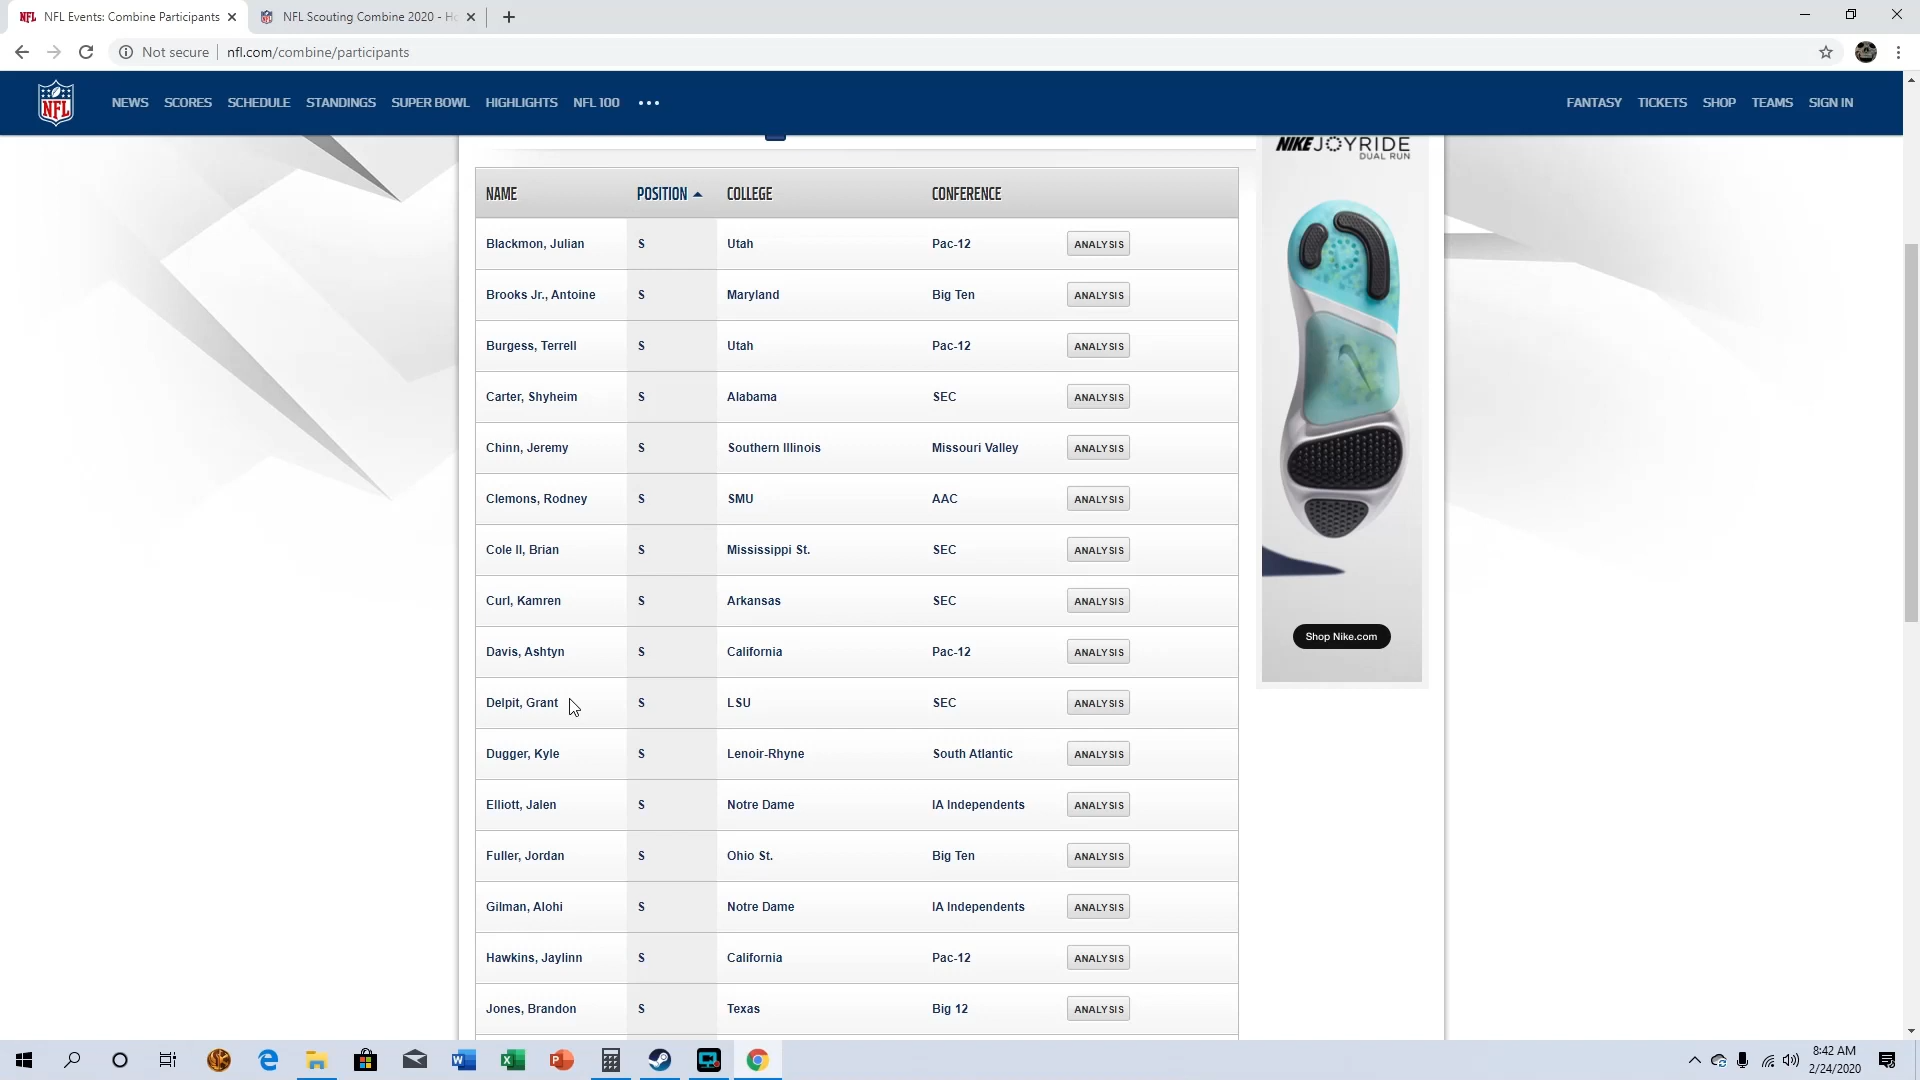 NFL Events: Combine Participants
NFL Scouting Combine 2020 - Ho
Not secure nfl.com/combine/participants
NFL NEWS SCORES SCHEDULE STANDINGS SUPER BOWL HIGHLIGHTS NFL 100 ••• FANTASY TICKETS SHOP TEAMS SIGN IN
NIKE JOYRIDE
DUAL RUN
NAME POSITION COLLEGE CONFERENCE
Blackmon, Julian S Utah Pac-12 ANALYSIS
Brooks Jr., Antoine S Maryland Big Ten ANALYSIS
Burgess, Terrell S Utah Pac-12 ANALYSIS
Carter, Shyheim S Alabama SEC ANALYSIS
Chinn, Jeremy S Southern Illinois Missouri Valley ANALYSIS
Clemons, Rodney S SMU AAC ANALYSIS
Cole II, Brian S Mississippi St. SEC ANALYSIS
Curl, Kamren S Arkansas SEC ANALYSIS
Davis, Ashtyn S California Pac-12 ANALYSIS
Delpit, Grant S LSU SEC ANALYSIS
Dugger, Kyle S Lenoir-Rhyne South Atlantic ANALYSIS
Elliott, Jalen S Notre Dame IA Independents ANALYSIS
Fuller, Jordan S Ohio St. Big Ten ANALYSIS
Gilman, Alohi S Notre Dame IA Independents ANALYSIS
Hawkins, Jaylinn S California Pac-12 ANALYSIS
Jones, Brandon S Texas Big 12 ANALYSIS
Shop Nike.com
8:42 AM
2/24/2020